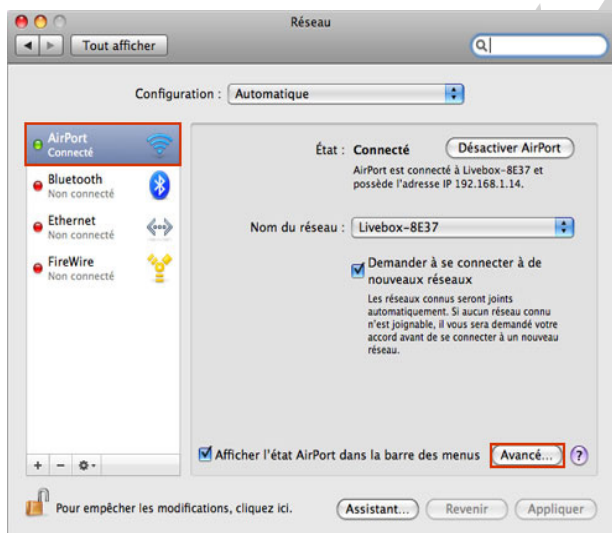 Réseau
Tout afficher
Configuration : Automatique
AirPort
Connecté
Bluetooth
Non connecté
Ethernet
Non connecté
FireWire
Non connecté
État : Connecté
Désactiver AirPort
AirPort est connecté à Livebox-8E37 et
possède l'adresse IP 192.168.1.14.
Nom du réseau : Livebox-8E37
Demander à se connecter à de
nouveaux réseaux
Les réseaux connus seront joints
automatiquement. Si aucun réseau connu
n'est joignable, il vous sera demandé votre
accord avant de se connecter à un nouveau
réseau.
Afficher l'état AirPort dans la barre des menus
Avancé...
?
Pour empêcher les modifications, cliquez ici.
Assistant...
Revenir
Appliquer